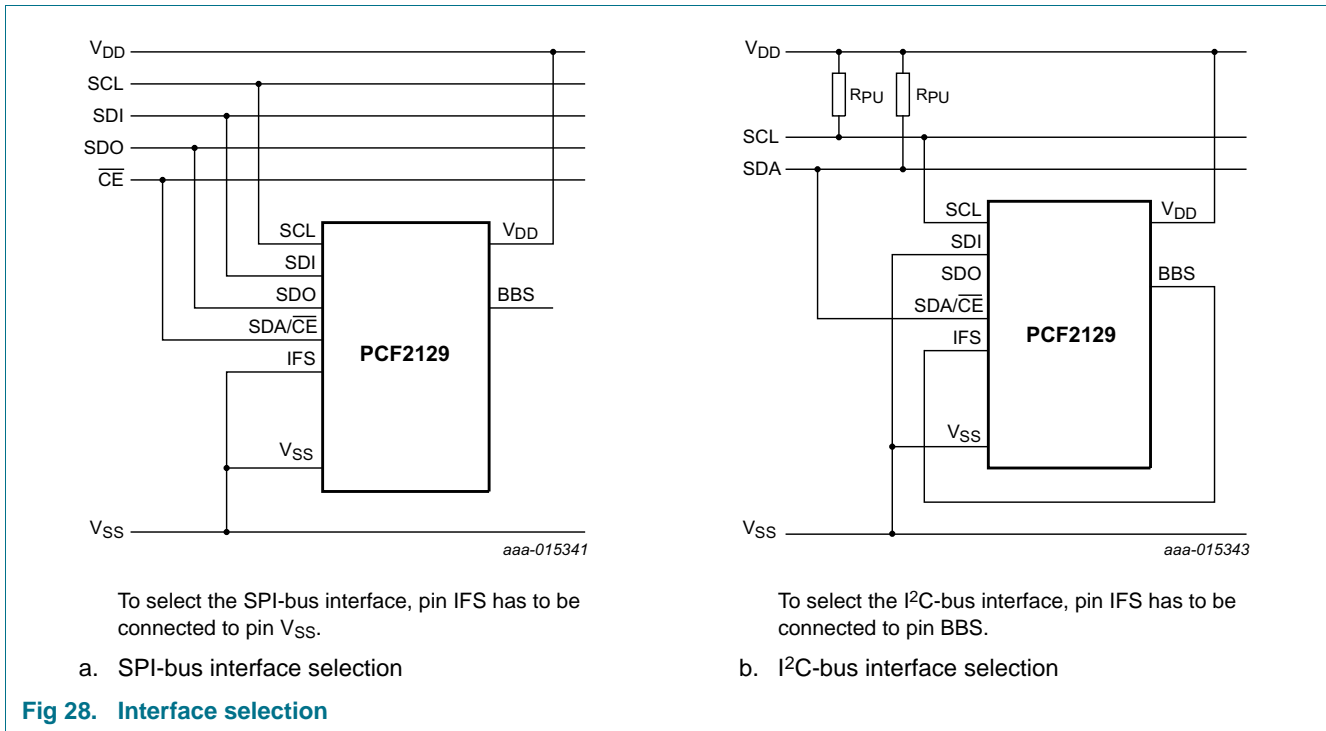 VDD
SCL
SDI
SDO
CE
SCL
SDI
SDO
SDA/CE
IFS
VSS
VDD
BBS
PCF2129
VSS
aaa-015341
To select the SPI-bus interface, pin IFS has to be
connected to pin VSS.
a. SPI-bus interface selection
VDD
RPU
RPU
SCL
SDA
SCL
SDI
SDO
SDA/CE
IFS
VSS
VDD
BBS
PCF2129
VSS
aaa-015343
To select the I2C-bus interface, pin IFS has to be
connected to pin BBS.
b. I2C-bus interface selection
Fig 28. Interface selection